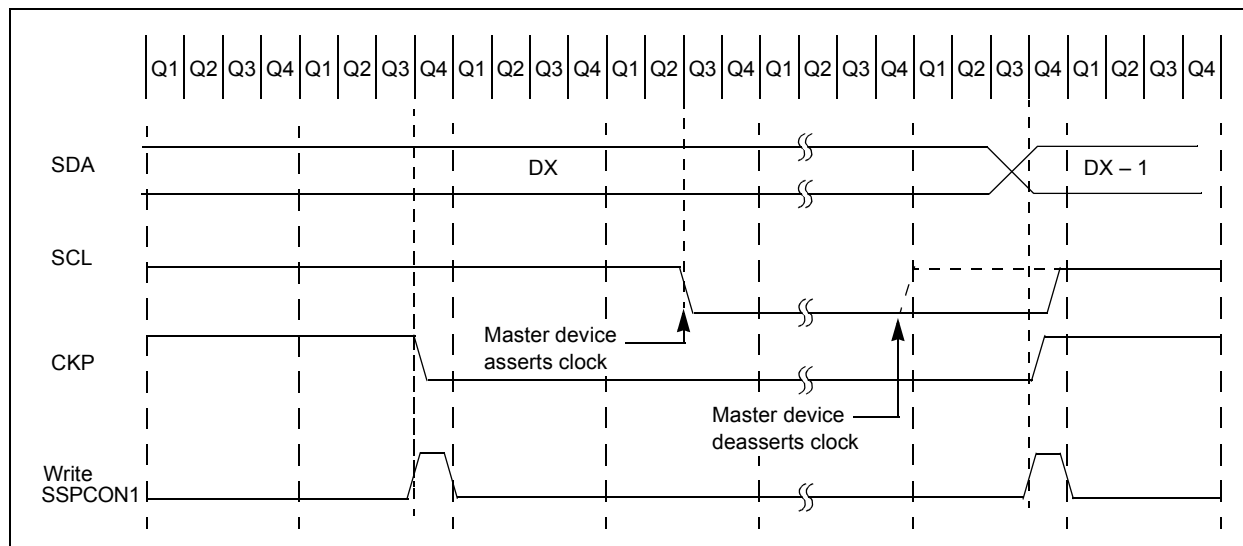 Q1 Q2 Q3 Q4 Q1 Q2 Q3 Q4 Q1 Q2 Q3 Q4 Q1 Q2 Q3 Q4 Q1 Q2 Q3 Q4 Q1 Q2 Q3 Q4 Q1 Q2 Q3 Q4
SDA
DX
DX – 1
SCL
Master device
asserts clock
CKP
Master device
deasserts clock
Write
SSPCON1